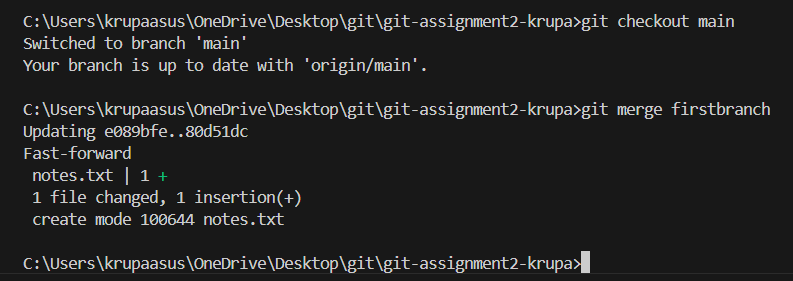 C:\Users\krupaasus\OneDrive\Desktop\git\git-assignment2-krupa>git checkout main
Switched to branch 'main'
Your branch is up to date with 'origin/main'.
C:\Users\krupaasus\OneDrive\Desktop\git\git-assignment2-krupa>git merge firstbranch
Updating e089bfe..80d51dc
Fast-forward
 notes.txt | 1 +
 1 file changed, 1 insertion(+)
 create mode 100644 notes.txt
C:\Users\krupaasus\OneDrive\Desktop\git\git-assignment2-krupa>